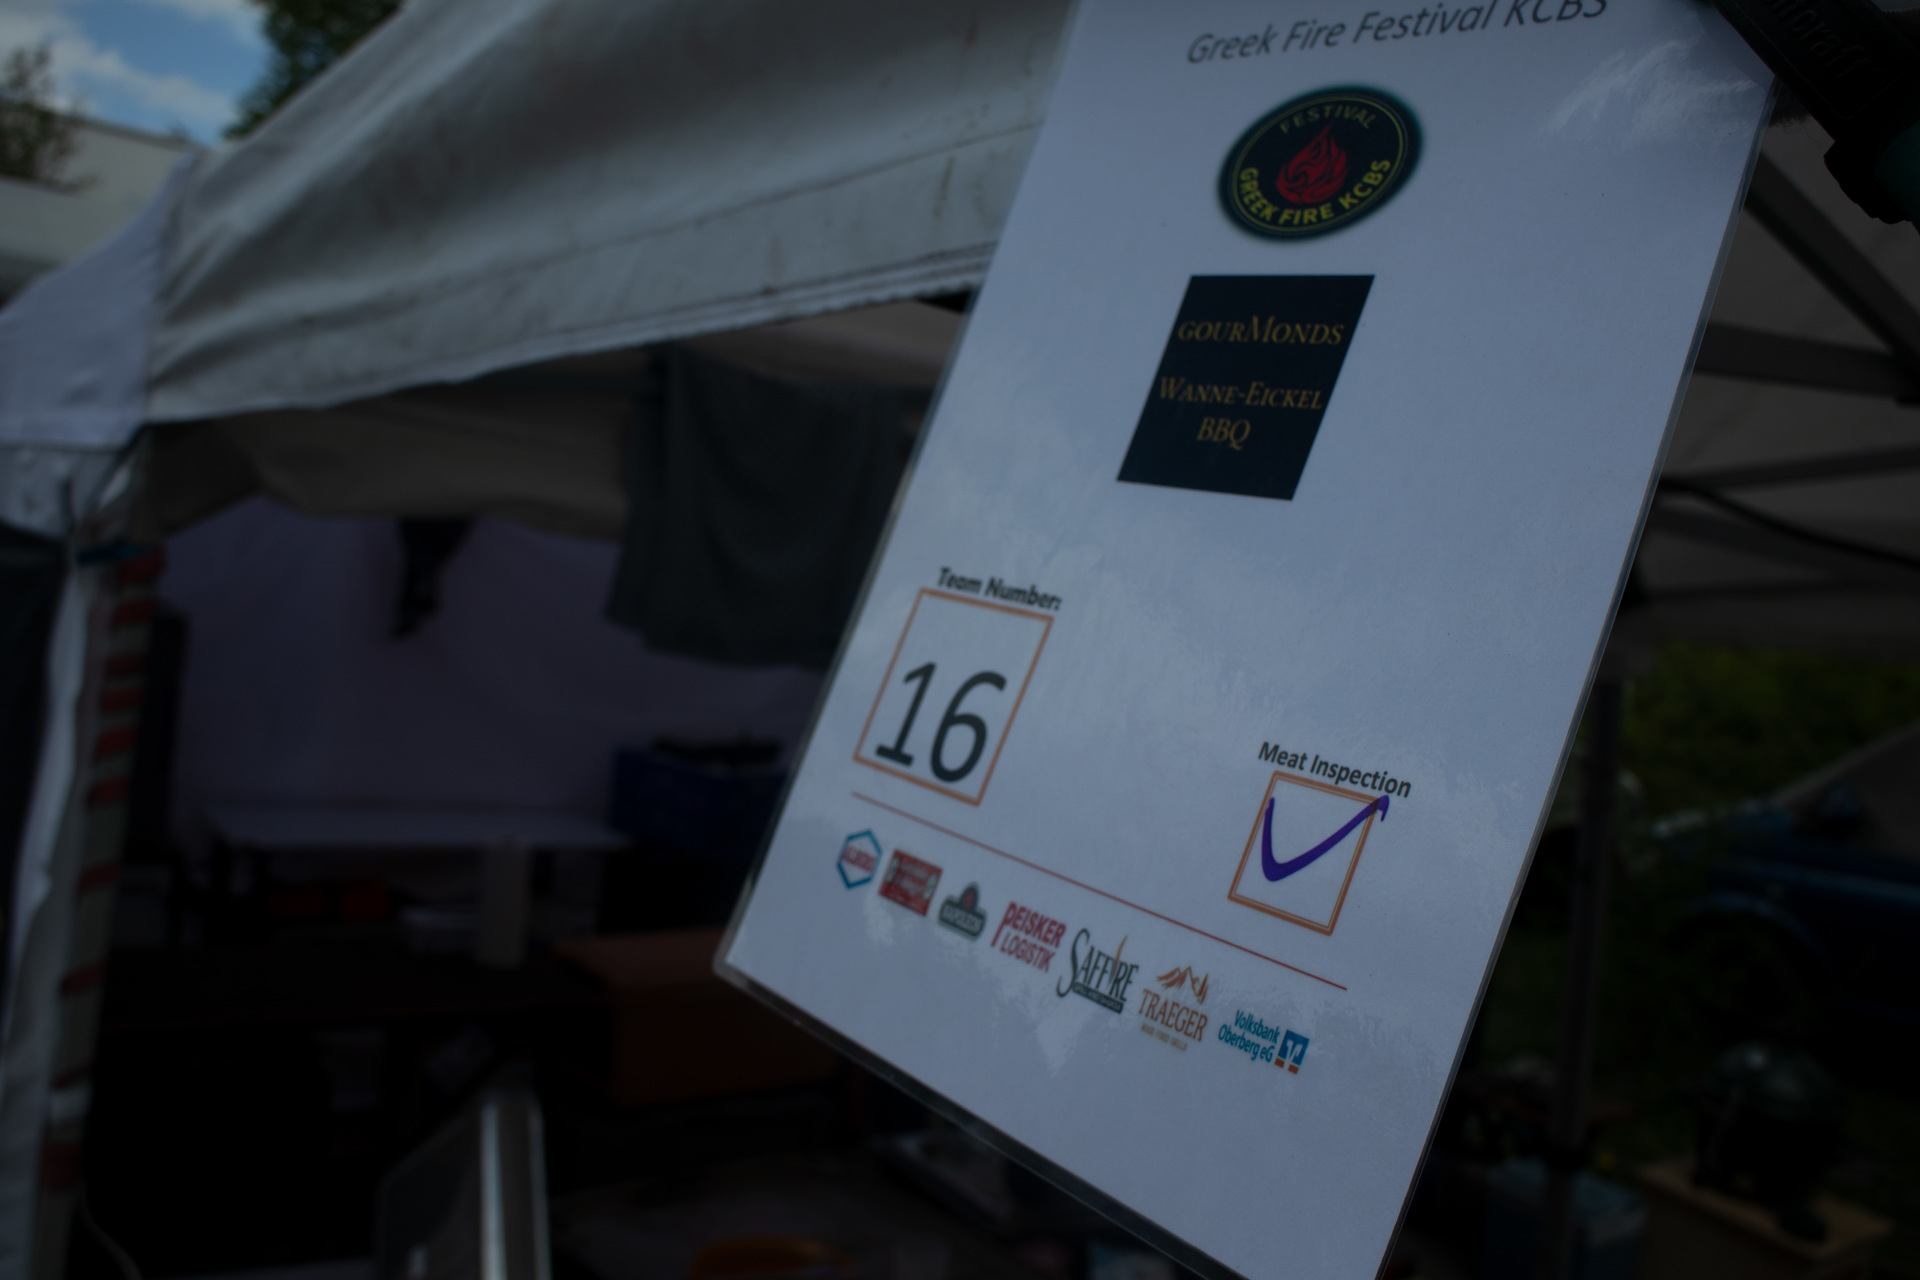 Greek Fire Festival KCBS
FESTIVAL
GREEK FIRE KCBS
GOURMONDS
WANNE-EICKEL
BBQ
Team Number:
16
Meat Inspection
PEISKER
LOGISTIK
SAFFIRE
TRAEGER
Volksbank
Oberberg eG